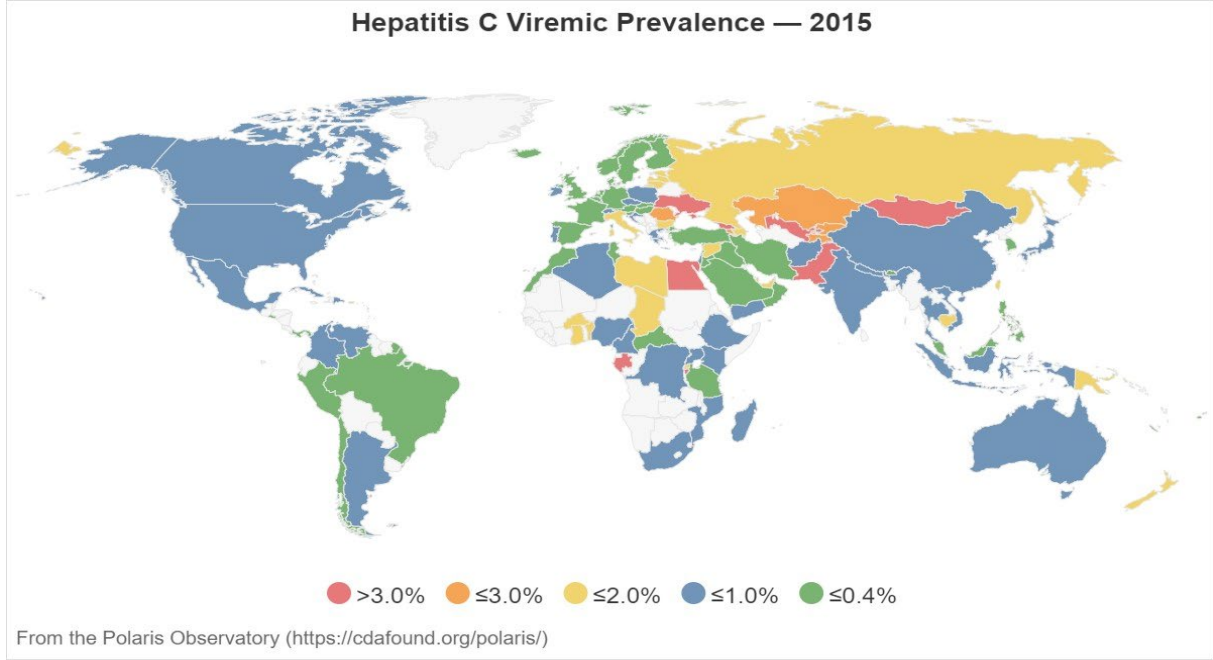 Hepatitis C Viremic Prevalence — 2015
>3.0% ≤3.0% ≤2.0% ≤1.0% ≤0.4%
From the Polaris Observatory (https://cdafound.org/polaris/)